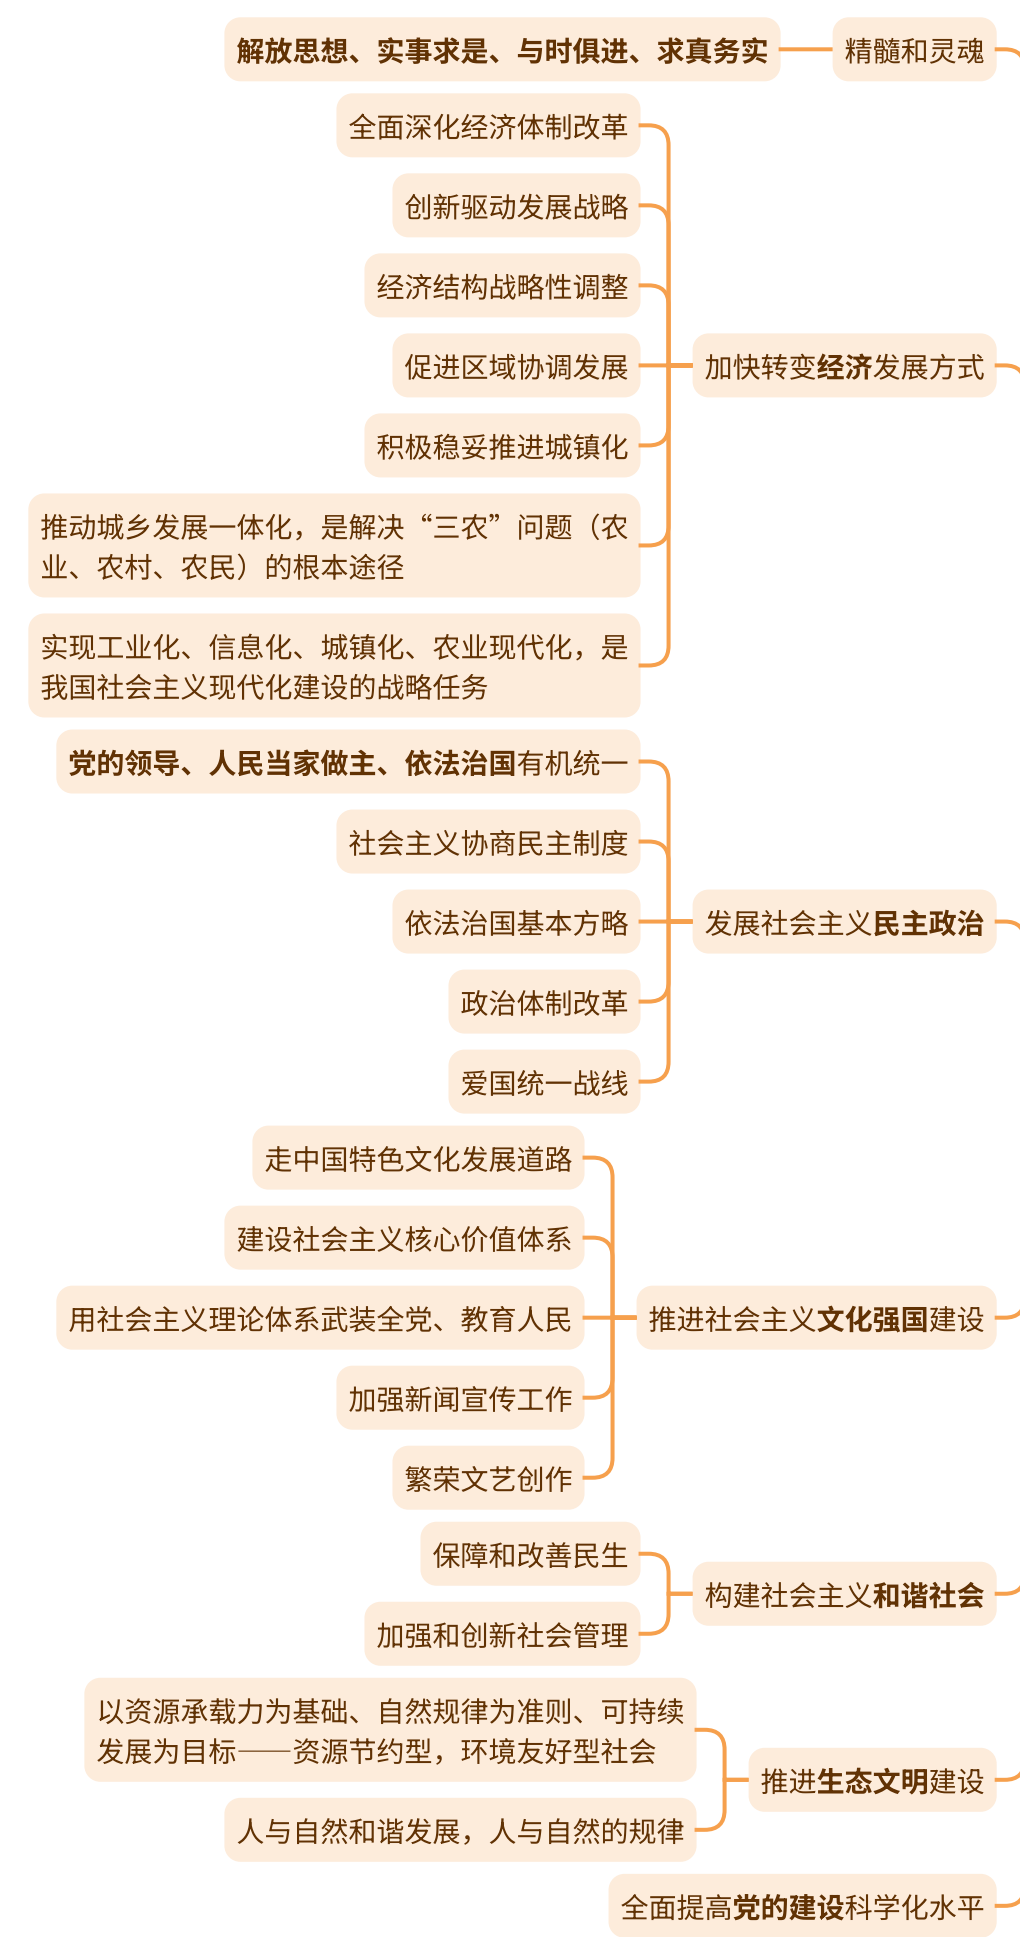 解放思想、实事求是、与时俱进、求真务实
精髓和灵魂
全面深化经济体制改革
创新驱动发展战略
经济结构战略性调整
促进区域协调发展
加快转变经济发展方式
积极稳妥推进城镇化
推动城乡发展一体化，是解决“三农”问题（农
业、农村、农民）的根本途径
实现工业化、信息化、城镇化、农业现代化，是
我国社会主义现代化建设的战略任务
党的领导、人民当家做主、依法治国有机统一
社会主义协商民主制度
依法治国基本方略
发展社会主义民主政治
政治体制改革
爱国统一战线
走中国特色文化发展道路
建设社会主义核心价值体系
用社会主义理论体系武装全党、教育人民
推进社会主义文化强国建设
加强新闻宣传工作
繁荣文艺创作
保障和改善民生
构建社会主义和谐社会
加强和创新社会管理
以资源承载力为基础、自然规律为准则、可持续
发展为目标——资源节约型，环境友好型社会
推进生态文明建设
人与自然和谐发展，人与自然的规律
全面提高党的建设科学化水平